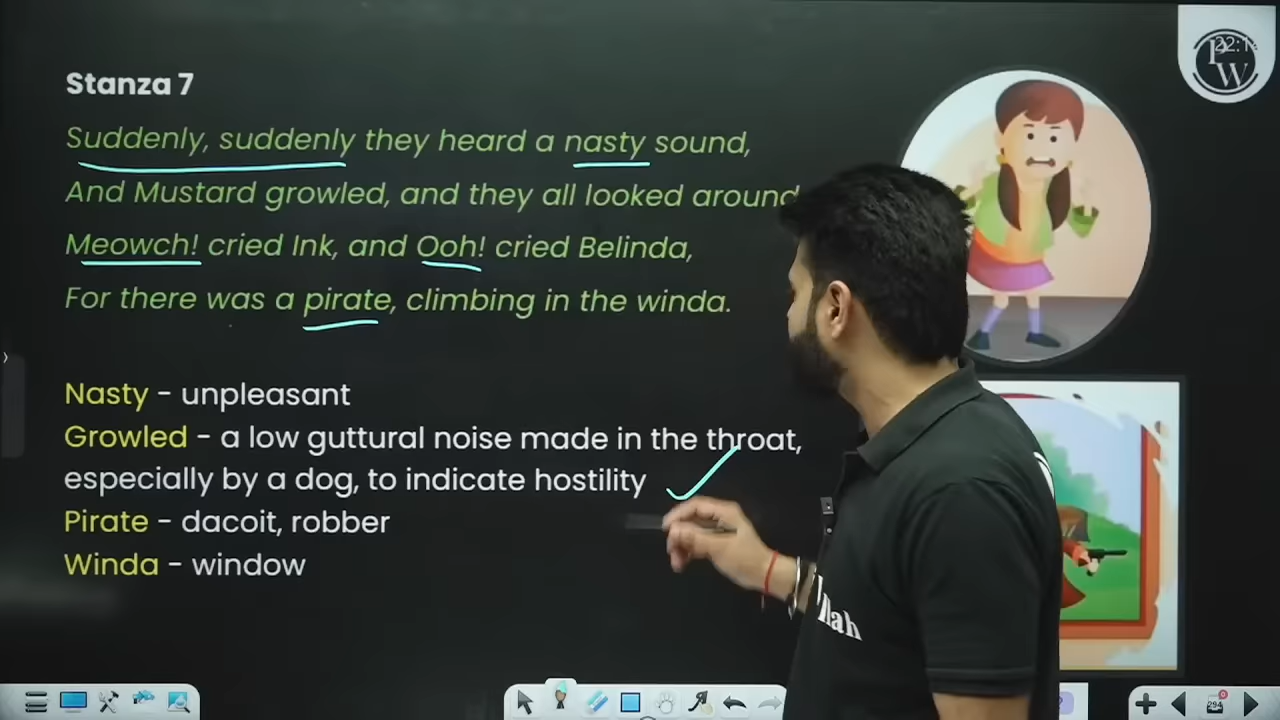 Stanza 7
Suddenly, suddenly they heard a nasty sound,
And Mustard growled, and they all looked around
Meowch! cried Ink, and Ooh! cried Belinda,
For there was a pirate, climbing in the winda.
Nasty - unpleasant
Growled - a low guttural noise made in the throat,
especially by a dog, to indicate hostility
Pirate - dacoit, robber
Winda - window
PW
294